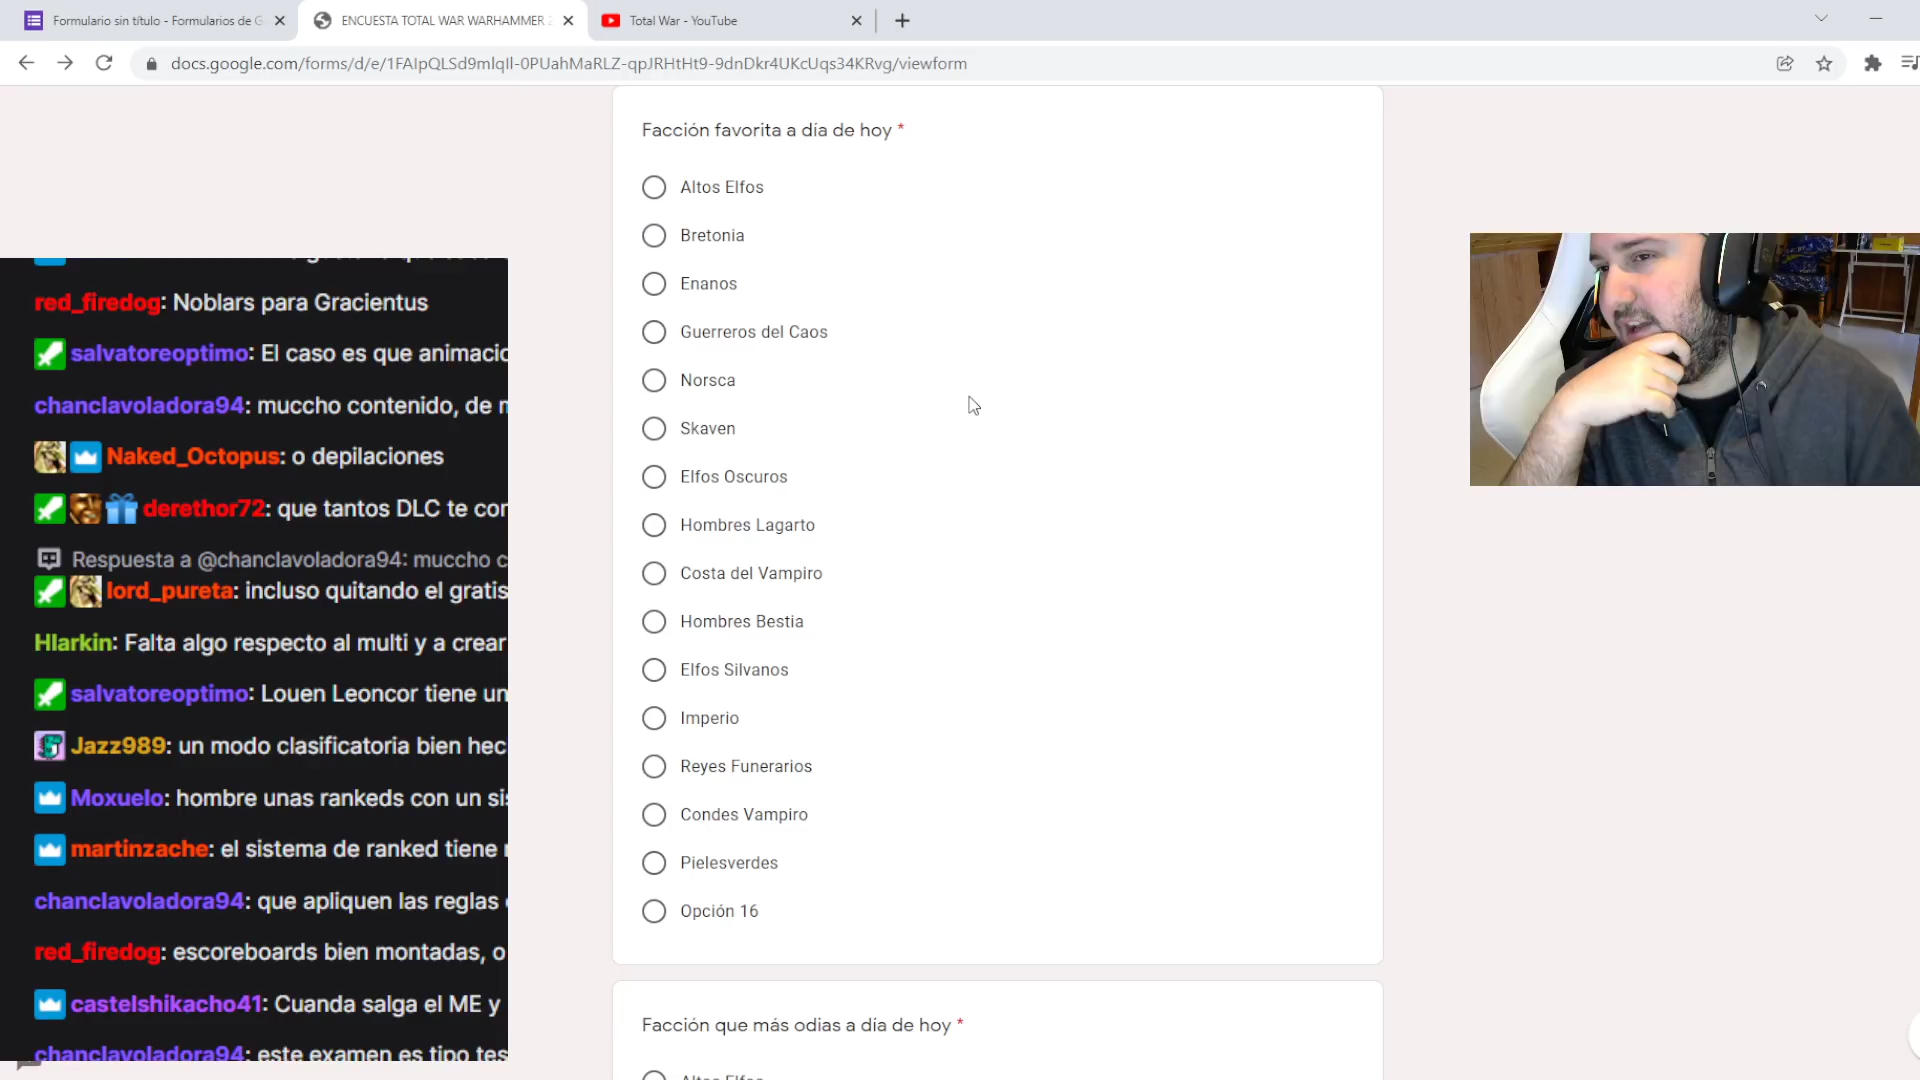 Formulario sin título - Formularios de G
ENCUESTA TOTAL WAR WARHAMMER 2
Total War - YouTube
docs.google.com/forms/d/e/1FAIpQLSd9mlqIl-0PUahMaRLZ-qpJRHtHt9-9dnDkr4UKcUqs34KRvg/viewform
Facción favorita a día de hoy *
Altos Elfos
Bretonia
Enanos
Guerreros del Caos
Norsca
Skaven
Elfos Oscuros
Hombres Lagarto
Costa del Vampiro
Hombres Bestia
Elfos Silvanos
Imperio
Reyes Funerarios
Condes Vampiro
Pielesverdes
Opción 16
Facción que más odias a día de hoy *
Altos Elfos
red_firedog: Noblars para Gracientus
salvatoreoptimo: El caso es que animacio
chanclavoladora94: muccho contenido, de m
Naked_Octopus: o depilaciones
derethor72: que tantos DLC te con
Respuesta a @chanclavoladora94: muccho c
lord_pureta: incluso quitando el gratis
Hlarkin: Falta algo respecto al multi y a crear
salvatoreoptimo: Louen Leoncor tiene un
Jazz989: un modo clasificatoria bien hec
Moxuelo: hombre unas rankeds con un sis
martinzache: el sistema de ranked tiene
chanclavoladora94: que apliquen las reglas
red_firedog: escoreboards bien montadas, o
castelshikacho41: Cuanda salga el ME y
chanclavoladora94: este examen es tipo tes